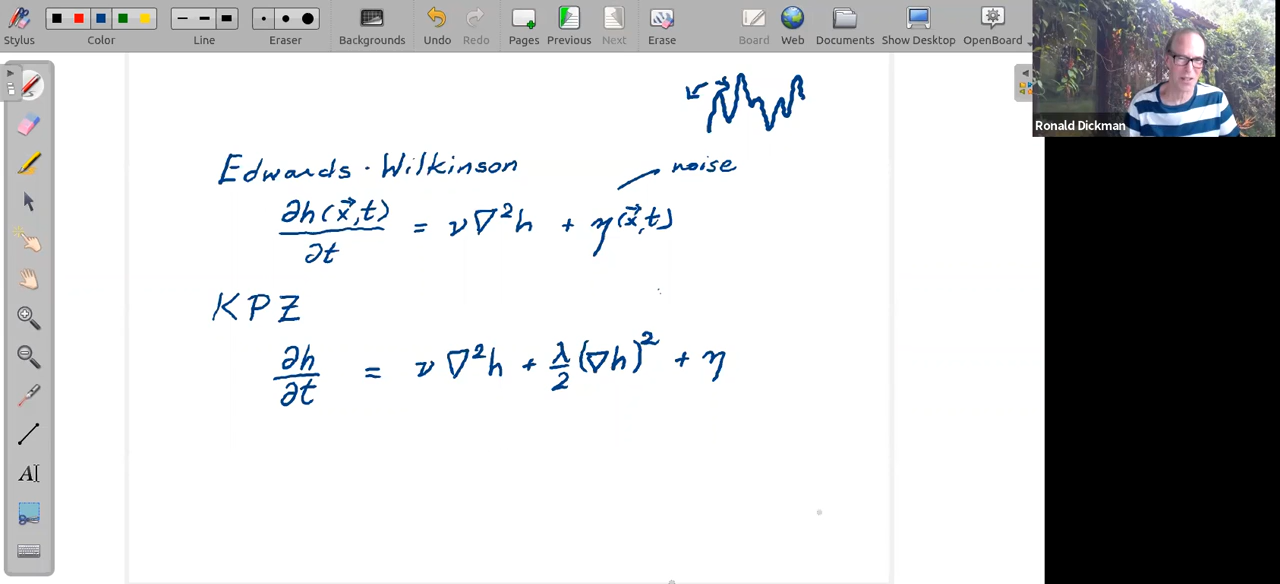 Stylus Color Line Eraser Backgrounds Undo Redo Pages Previous Next Erase Board Web Documents Show Desktop OpenBoard
Ronald Dickman
Edwards · Wilkinson
noise
∂h(x⃗,t)/∂t = ν∇²h + η(x⃗,t)
KPZ
∂h/∂t = ν∇²h + λ/2 (∇h)² + η